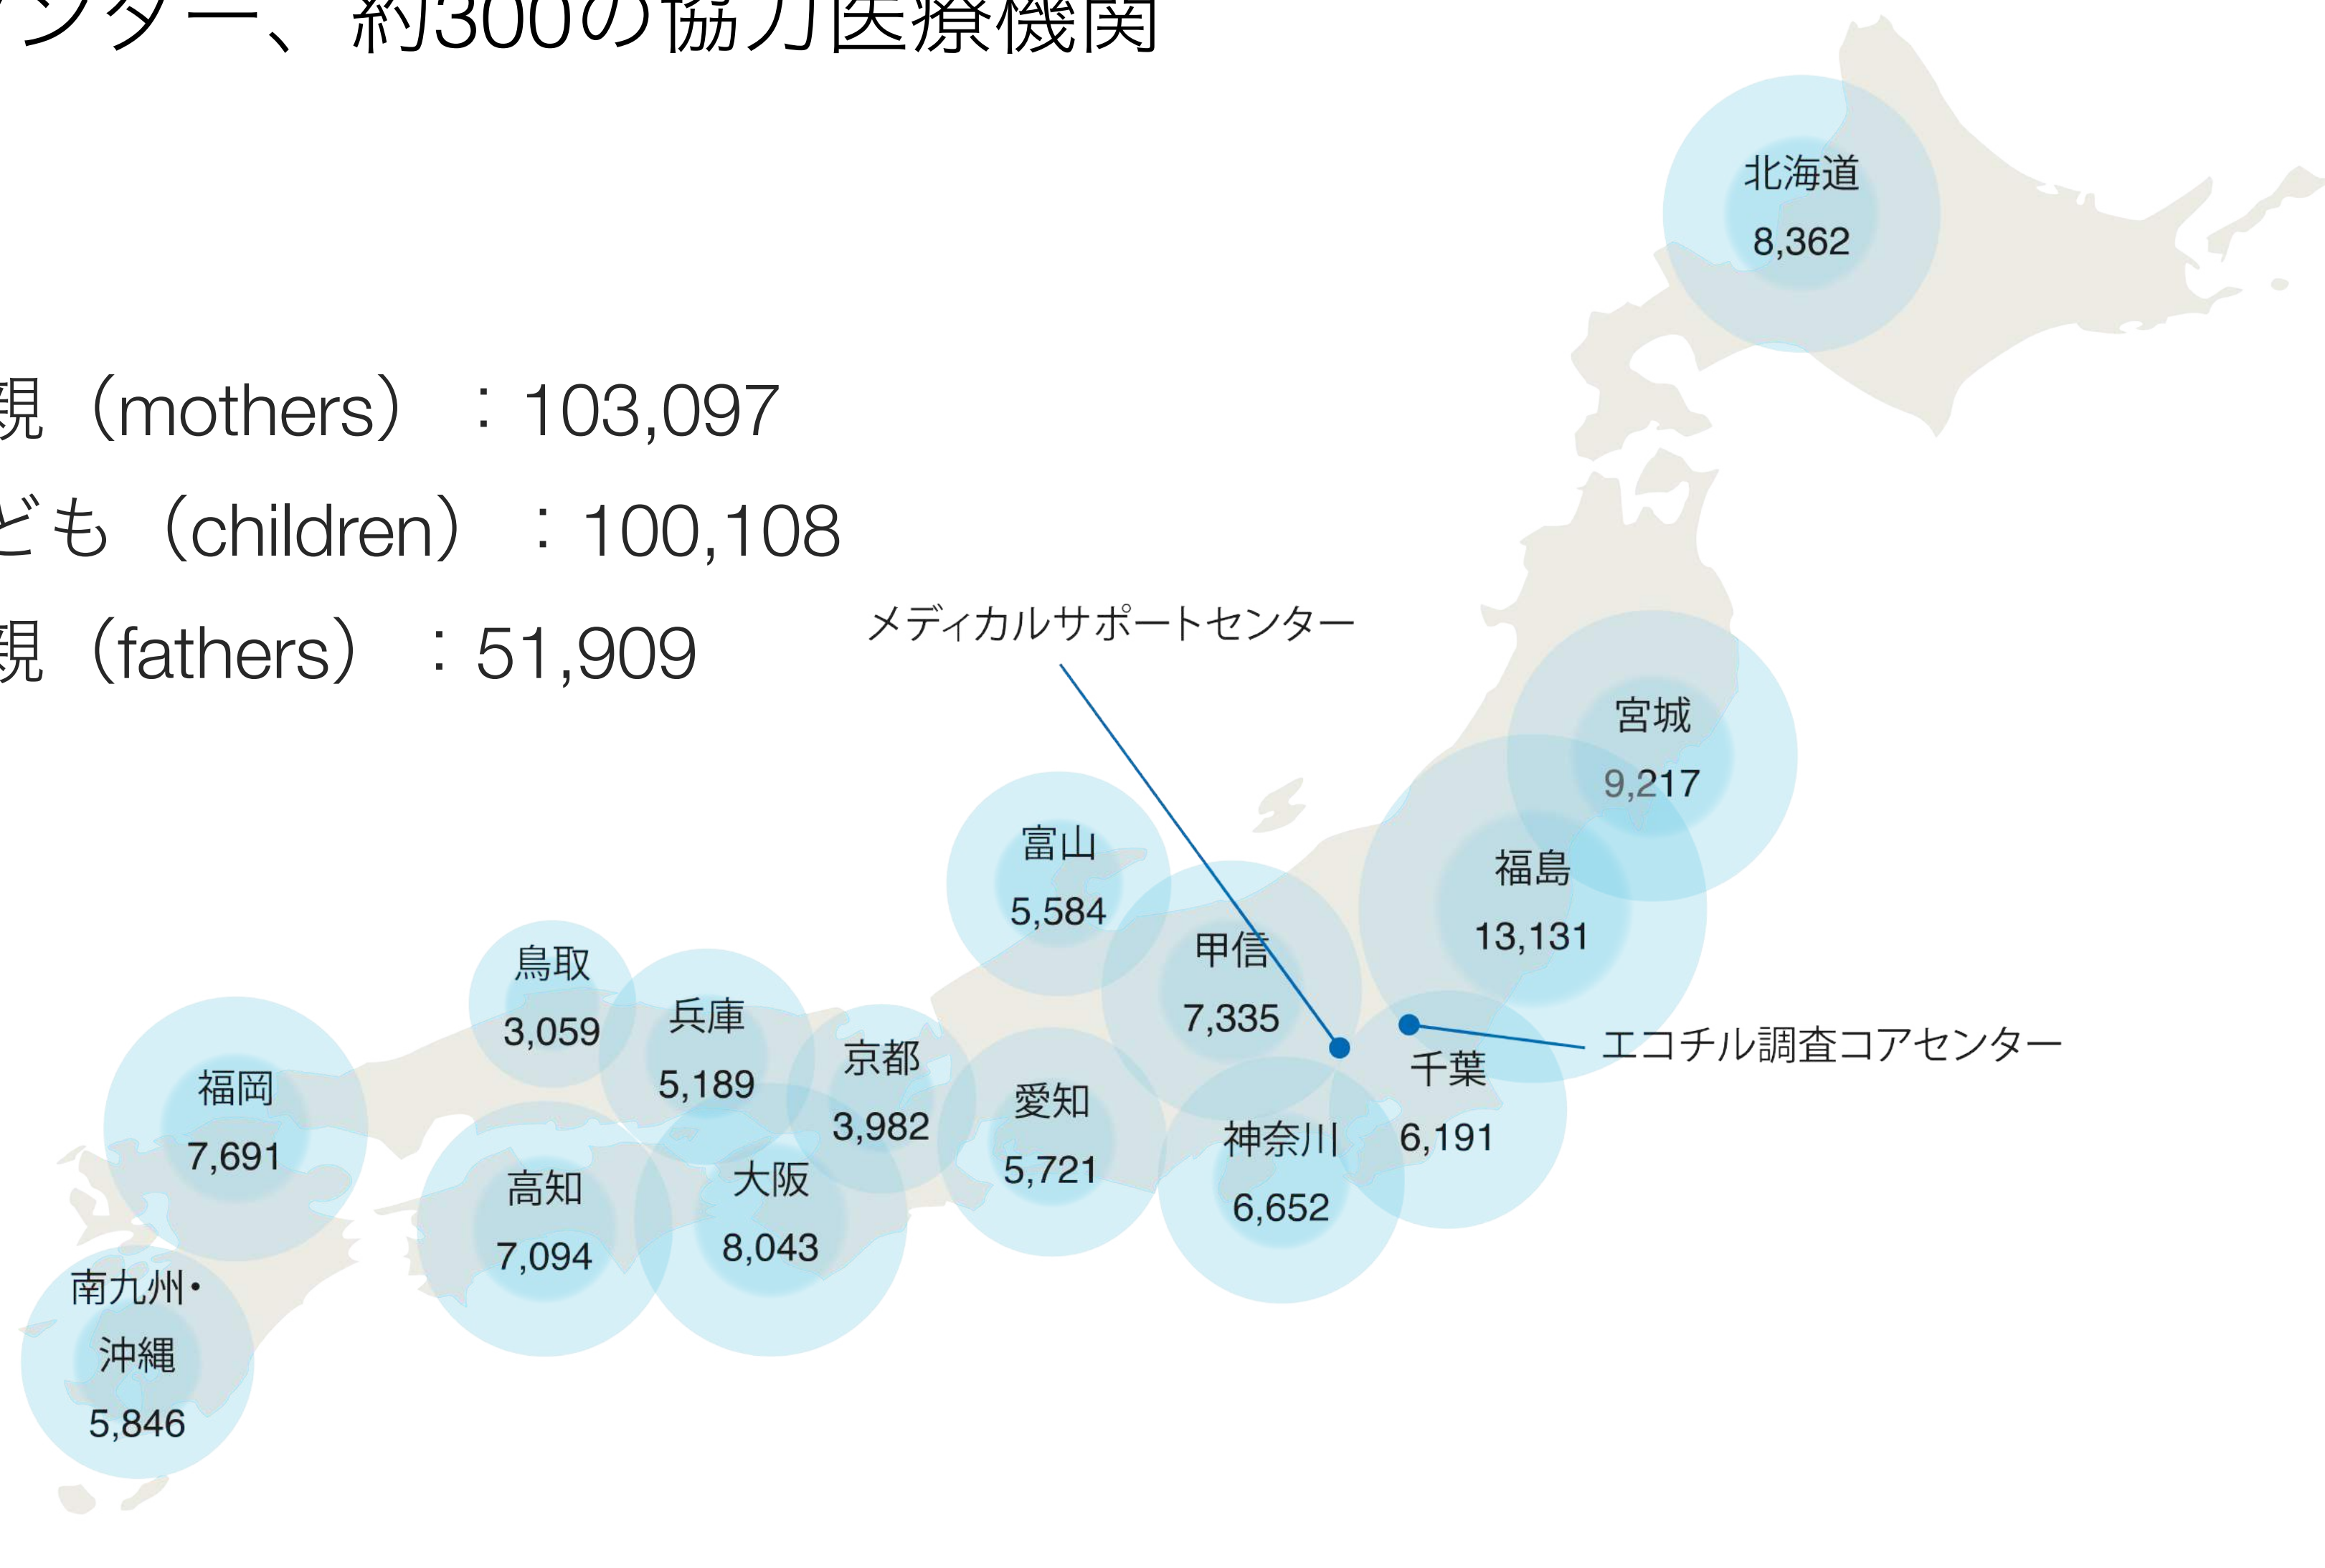 ンター、約300の協力医療機関
親（mothers）：103,097
ども（children）：100,108
親（fathers）：51,909
メディカルサポートセンター
エコチル調査コアセンター
北海道
8,362
宮城
9,217
福島
13,131
富山
5,584
甲信
7,335
千葉
6,191
神奈川
6,652
愛知
5,721
京都
3,982
兵庫
5,189
鳥取
3,059
大阪
8,043
高知
7,094
福岡
7,691
南九州・
沖縄
5,846